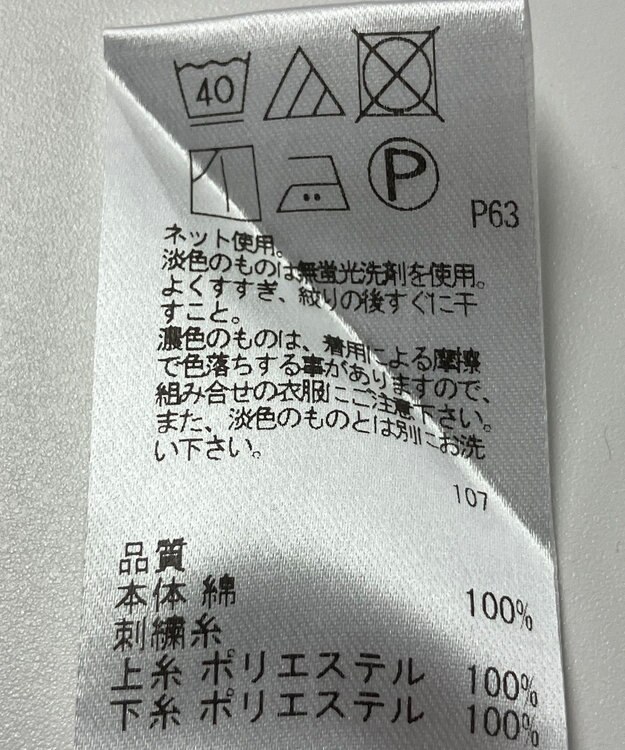 40
P
P63
ネット使用。
淡色のものは無蛍光洗剤を使用。
よくすすぎ、絞りの後すぐに干
すこと。
濃色のものは、着用による摩擦
で色落ちする事がありますので、
組み合せの衣服にご注意下さい。
また、淡色のものとは別にお洗
い下さい。
107
品質
本体 綿 100%
刺繍糸
上糸 ポリエステル 100%
下糸 ポリエステル 100%